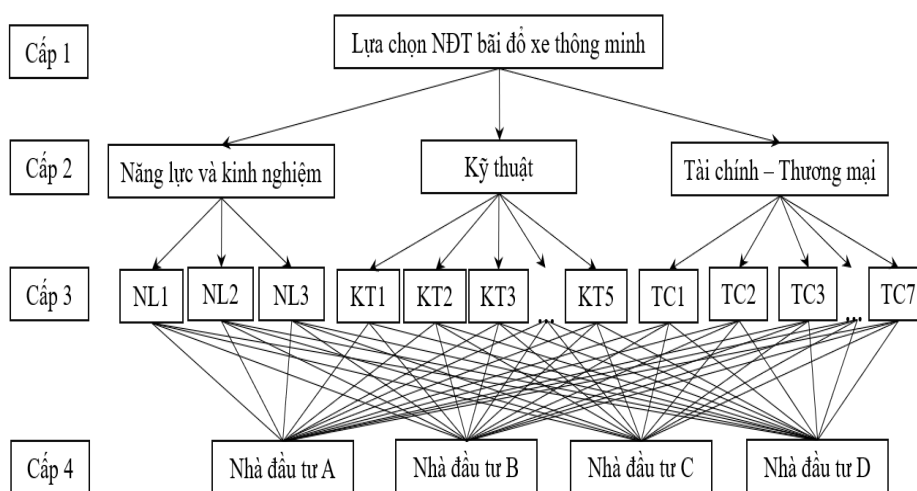 Cấp 1
Lựa chọn NĐT bãi đổ xe thông minh
Cấp 2
Năng lực và kinh nghiệm
Kỹ thuật
Tài chính – Thương mại
Cấp 3
NL1
NL2
NL3
KT1
KT2
KT3
...
KT5
TC1
TC2
TC3
...
TC7
Cấp 4
Nhà đầu tư A
Nhà đầu tư B
Nhà đầu tư C
Nhà đầu tư D